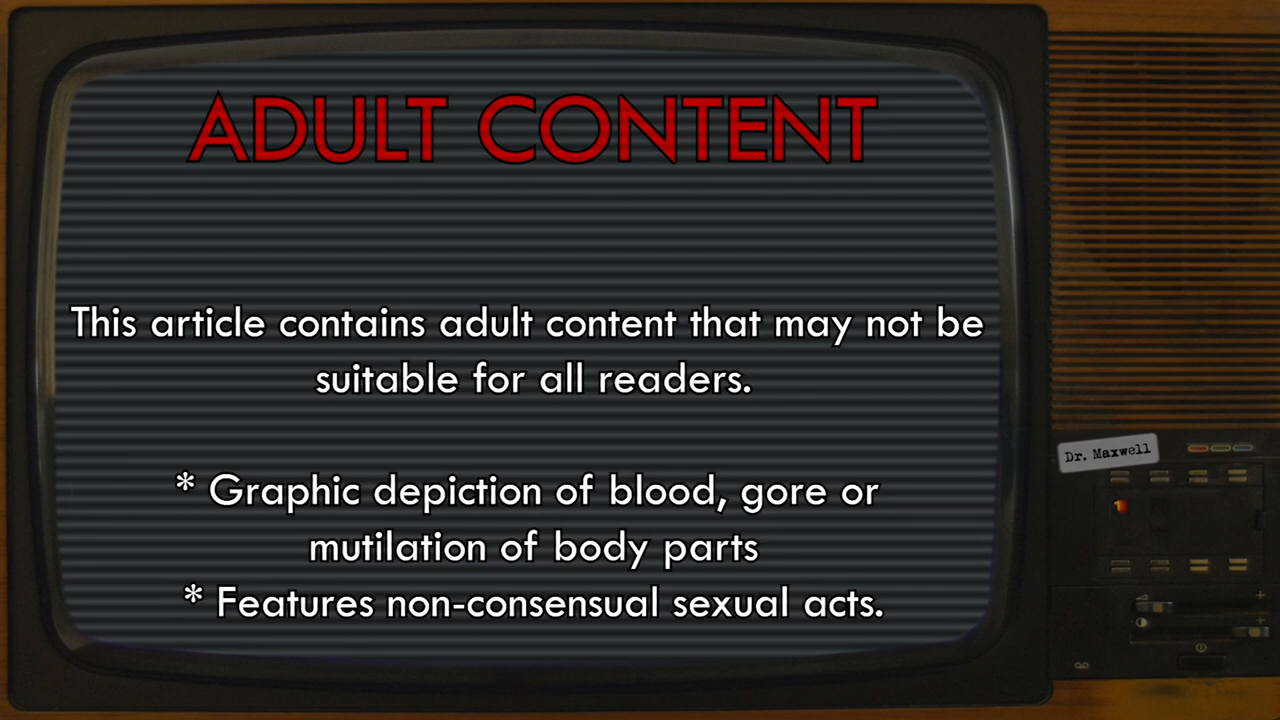 ADULT CONTENT
This article contains adult content that may not be
suitable for all readers.
* Graphic depiction of blood, gore or
mutilation of body parts
* Features non-consensual sexual acts.
Dr. Maxwell